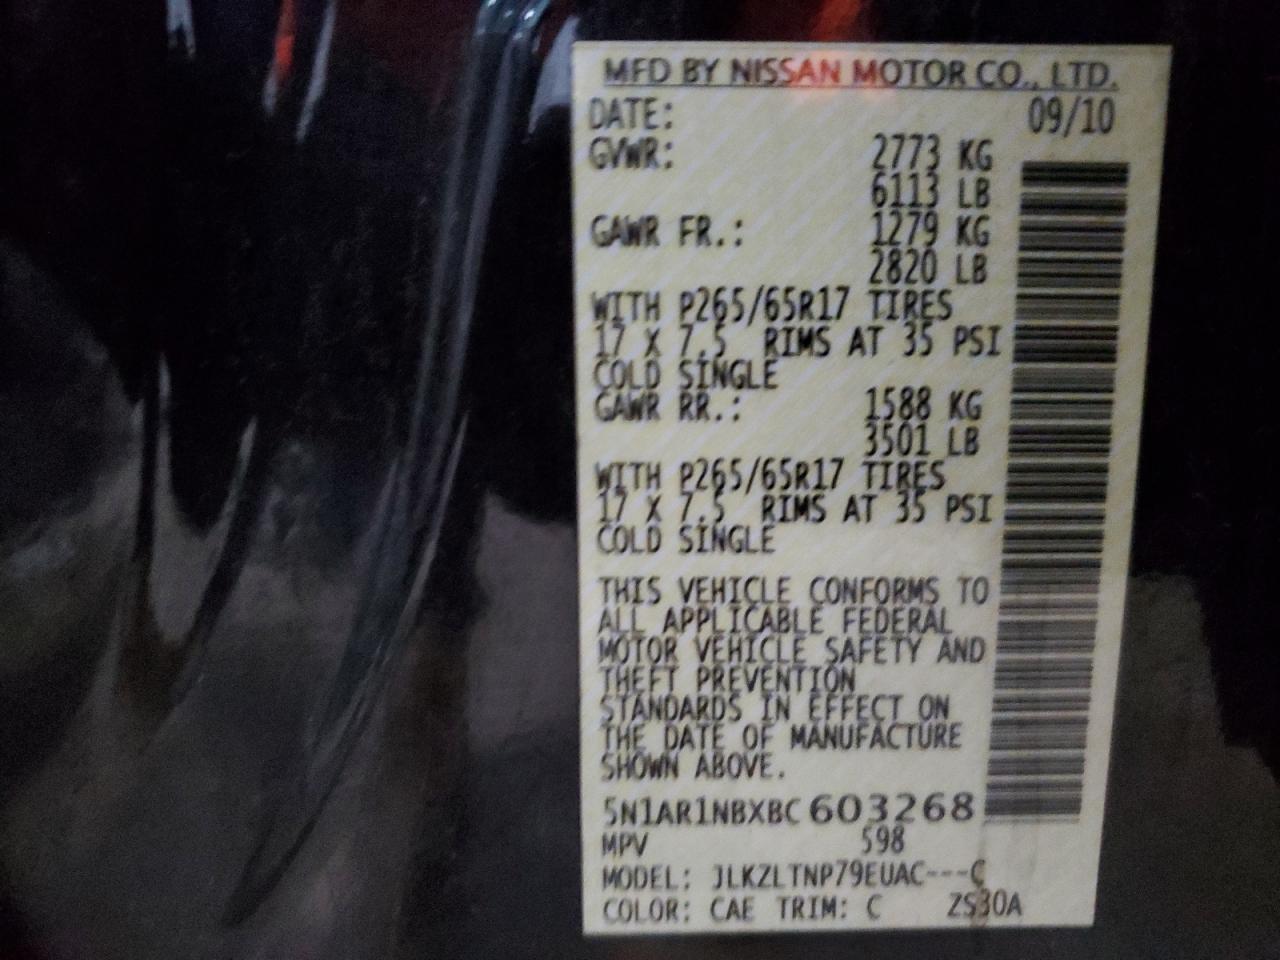 MFD BY NISSAN MOTOR CO., LTD.
DATE: 09/10
GVWR: 2773 KG
6113 LB
GAWR FR.: 1279 KG
2820 LB
WITH P265/65R17 TIRES
17 X 7.5 RIMS AT 35 PSI
COLD SINGLE
GAWR RR.: 1588 KG
3501 LB
WITH P265/65R17 TIRES
17 X 7.5 RIMS AT 35 PSI
COLD SINGLE
THIS VEHICLE CONFORMS TO
ALL APPLICABLE FEDERAL
MOTOR VEHICLE SAFETY AND
THEFT PREVENTION
STANDARDS IN EFFECT ON
THE DATE OF MANUFACTURE
SHOWN ABOVE.
5N1AR1NBXBC603268
MPV 598
MODEL: JLKZLTNP79EUAC---C
COLOR: CAE TRIM: C ZS30A